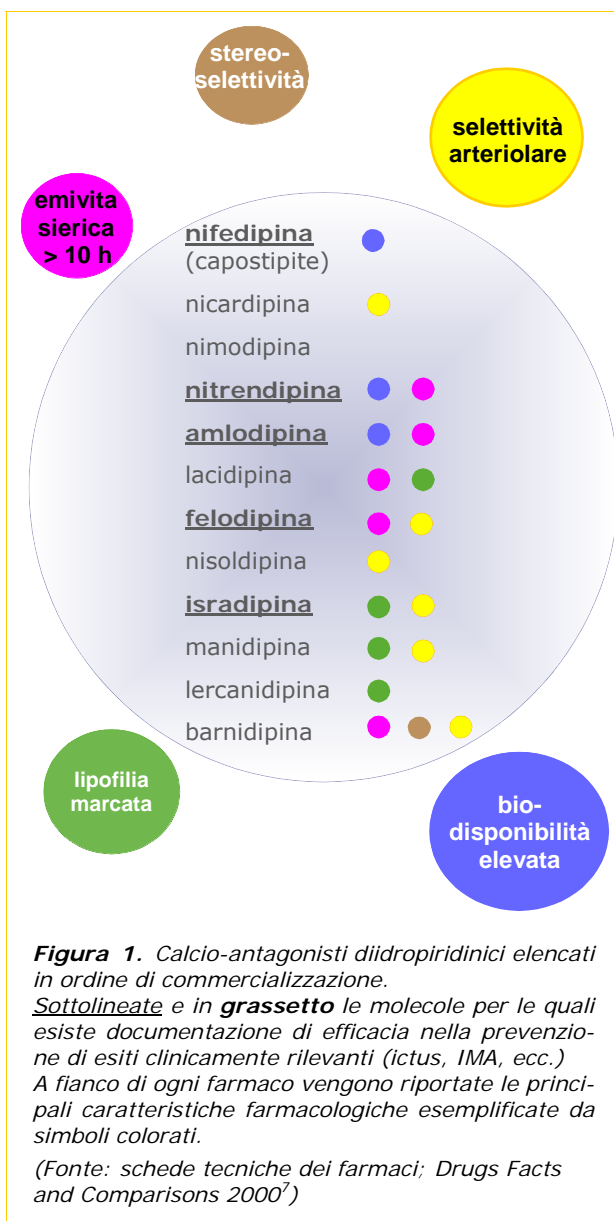 stereo-
selettività
selettività
arteriolare
emivita
sierica
> 10 h
nifedipina
(capostipite)
nicardipina
nimodipina
nitrendipina
amlodipina
lacidipina
felodipina
nisoldipina
isradipina
manidipina
lercanidipina
barnidipina
lipofilia
marcata
bio-
disponibilità
elevata
Figura 1. Calcio-antagonisti diidropiridinici elencati
in ordine di commercializzazione.
Sottolineate e in grassetto le molecole per le quali
esiste documentazione di efficacia nella prevenzio-
ne di esiti clinicamente rilevanti (ictus, IMA, ecc.)
A fianco di ogni farmaco vengono riportate le princi-
pali caratteristiche farmacologiche esemplificate da
simboli colorati.
(Fonte: schede tecniche dei farmaci; Drugs Facts
and Comparisons 2000⁷)